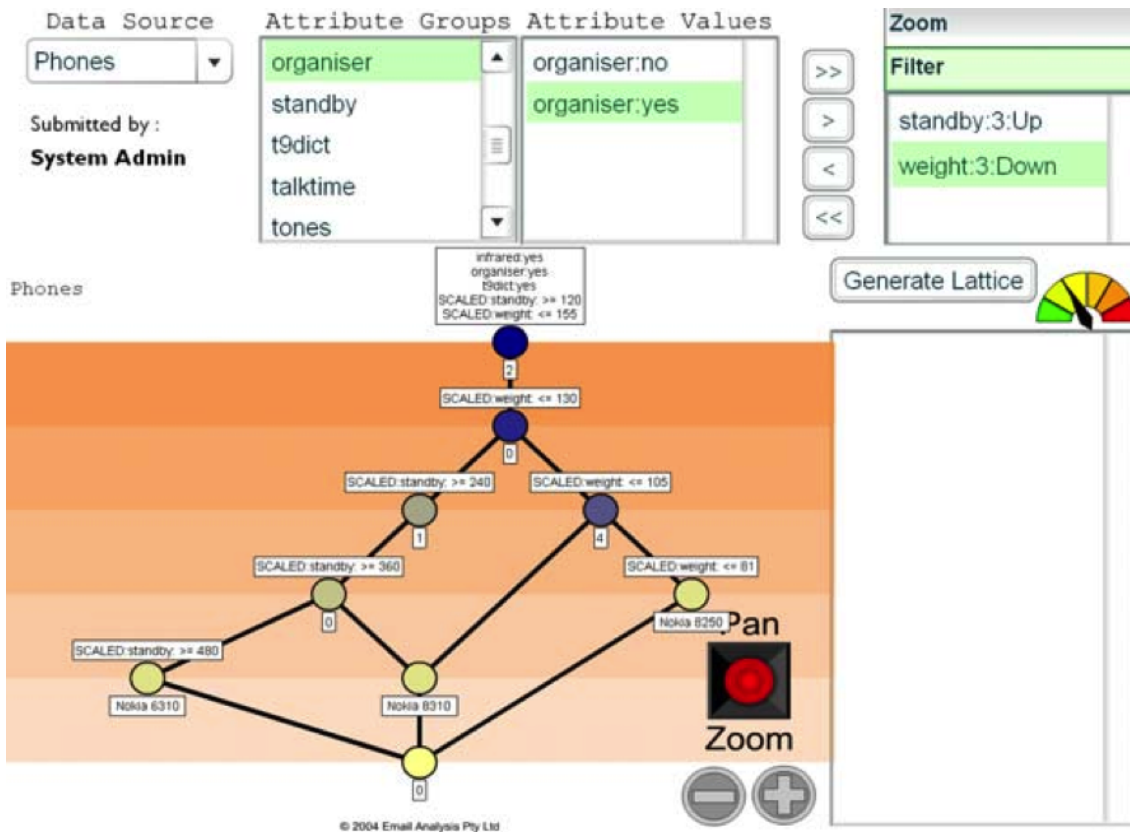 Data Source
Attribute Groups
Attribute Values
Phones
Submitted by :
System Admin
organiser
standby
t9dict
talktime
tones
organiser:no
organiser:yes
>>
>
<
<<
Zoom
Filter
standby:3:Up
weight:3:Down
Phones
Generate Lattice
infrared:yes
organiser:yes
t9dict:yes
SCALED:standby: >= 120
SCALED:weight: <= 155
2
SCALED:weight: <= 130
0
SCALED:standby: >= 240
SCALED:weight: <= 105
1
4
SCALED:standby: >= 360
SCALED:weight: <= 81
0
Nokia 8250
SCALED:standby: >= 480
Nokia 6310
Nokia 8310
0
Pan
Zoom
© 2004 Email Analysis Pty Ltd